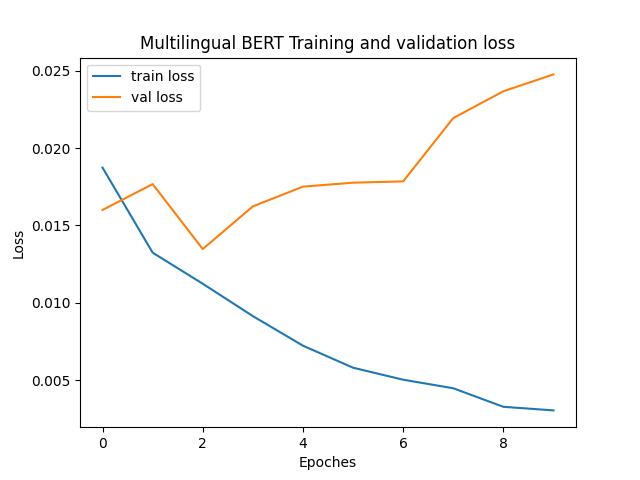 Multilingual BERT Training and validation loss
train loss
val loss
0.025
0.020
0.015
0.010
0.005
Loss
0 2 4 6 8
Epoches